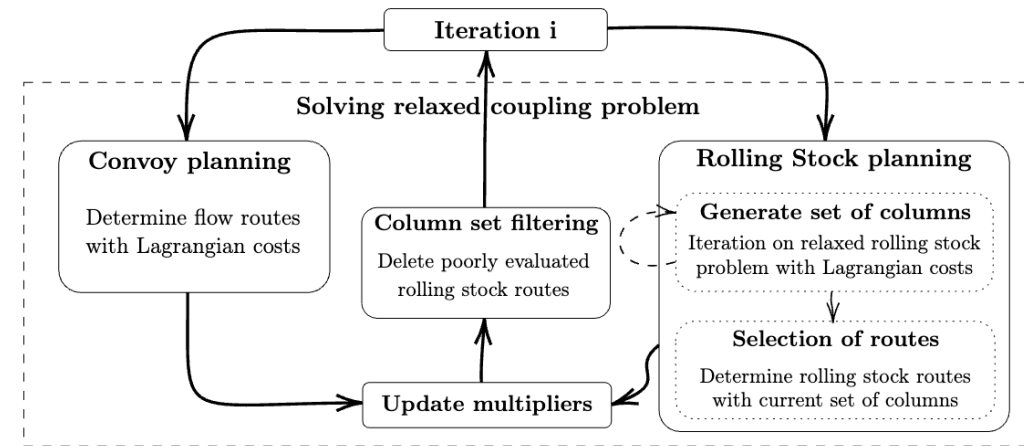 Iteration i
Solving relaxed coupling problem
Convoy planning
Determine flow routes
with Lagrangian costs
Column set filtering
Delete poorly evaluated
rolling stock routes
Update multipliers
Rolling Stock planning
Generate set of columns
Iteration on relaxed rolling stock
problem with Lagrangian costs
Selection of routes
Determine rolling stock routes
with current set of columns